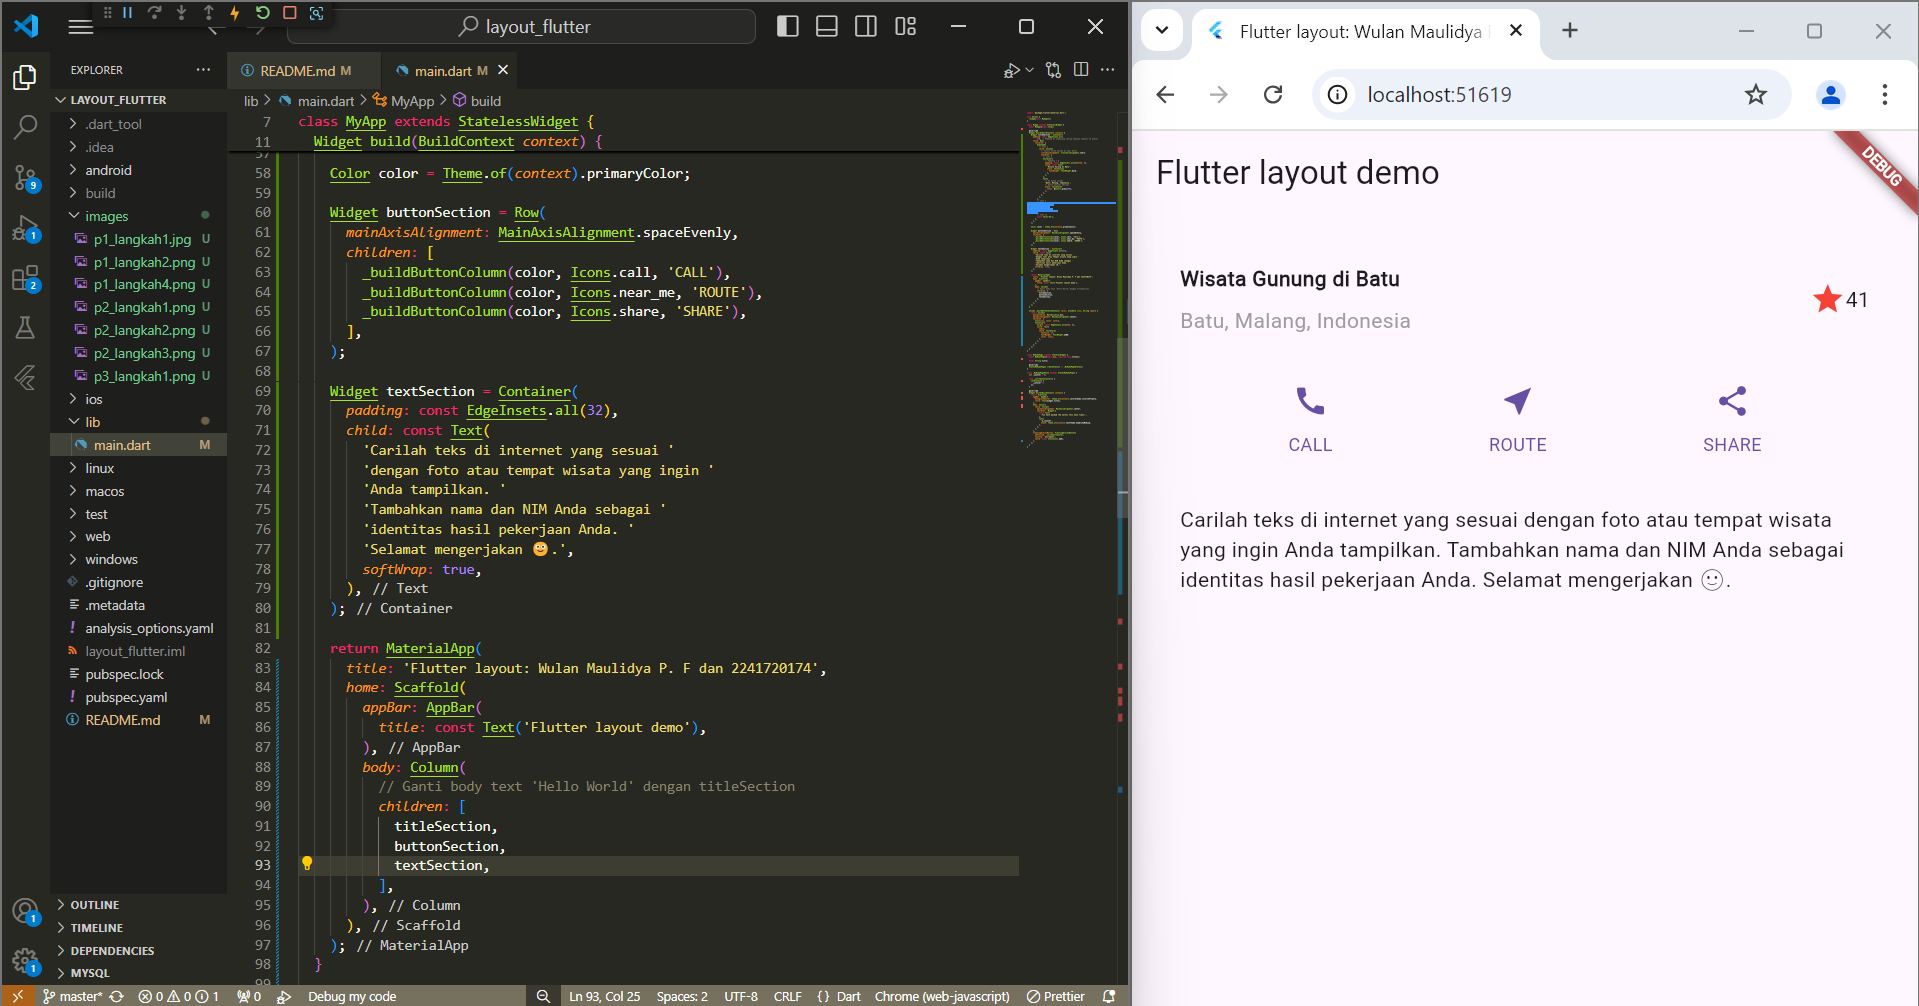 layout_flutter
EXPLORER
LAYOUT_FLUTTER
.dart_tool
.idea
android
build
images
p1_langkah1.jpg U
p1_langkah2.png U
p1_langkah4.png U
p2_langkah1.png U
p2_langkah2.png U
p2_langkah3.png U
p3_langkah1.png U
ios
lib
main.dart M
linux
macos
test
web
windows
.gitignore
.metadata
analysis_options.yaml
layout_flutter.iml
pubspec.lock
pubspec.yaml
README.md M
OUTLINE
TIMELINE
DEPENDENCIES
MYSQL
9
1
2
1
1
README.md M
main.dart M
lib > main.dart > MyApp > build
7 class MyApp extends StatelessWidget {
11 Widget build(BuildContext context) {
57
58 Color color = Theme.of(context).primaryColor;
59
60 Widget buttonSection = Row(
61 mainAxisAlignment: MainAxisAlignment.spaceEvenly,
62 children: [
63 _buildButtonColumn(color, Icons.call, 'CALL'),
64 _buildButtonColumn(color, Icons.near_me, 'ROUTE'),
65 _buildButtonColumn(color, Icons.share, 'SHARE'),
66 ],
67 );
68
69 Widget textSection = Container(
70 padding: const EdgeInsets.all(32),
71 child: const Text(
72 'Carilah teks di internet yang sesuai '
73 'dengan foto atau tempat wisata yang ingin '
74 'Anda tampilkan. '
75 'Tambahkan nama dan NIM Anda sebagai '
76 'identitas hasil pekerjaan Anda. '
77 'Selamat mengerjakan 🙂.',
78 softWrap: true,
79 ), // Text
80 ); // Container
81
82 return MaterialApp(
83 title: 'Flutter layout: Wulan Maulidya P. F dan 2241720174',
84 home: Scaffold(
85 appBar: AppBar(
86 title: const Text('Flutter layout demo'),
87 ), // AppBar
88 body: Column(
89 // Ganti body text 'Hello World' dengan titleSection
90 children: [
91 titleSection,
92 buttonSection,
93 textSection,
94 ],
95 ), // Column
96 ), // Scaffold
97 ); // MaterialApp
98 }
99
master* 0 0 1 0 Debug my code Ln 93, Col 25 Spaces: 2 UTF-8 CRLF {} Dart Chrome (web-javascript) Prettier
Flutter layout: Wulan Maulidya
localhost:51619
DEBUG
Flutter layout demo
Wisata Gunung di Batu
Batu, Malang, Indonesia
41
CALL ROUTE SHARE
Carilah teks di internet yang sesuai dengan foto atau tempat wisata
yang ingin Anda tampilkan. Tambahkan nama dan NIM Anda sebagai
identitas hasil pekerjaan Anda. Selamat mengerjakan 🙂.